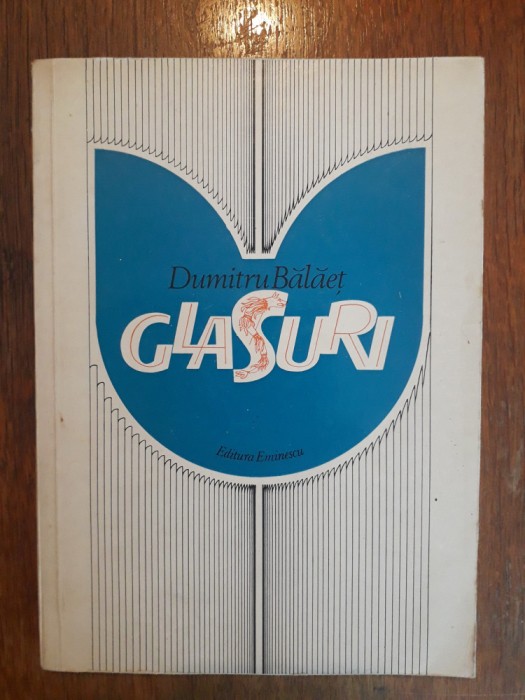 Dumitru Bălăeț
GLASURI
Editura Eminescu